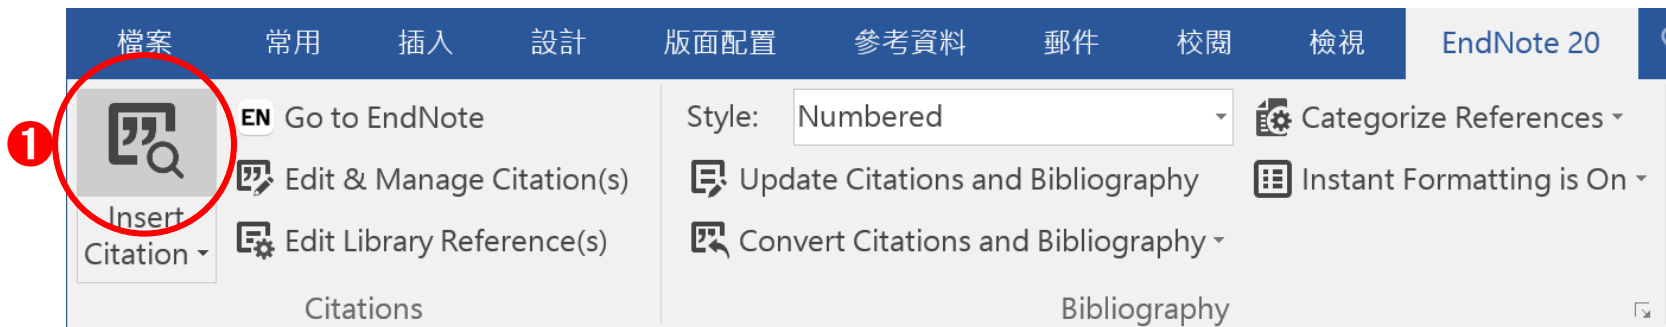 檔案 常用 插入 設計 版面配置 參考資料 郵件 校閱 檢視 EndNote 20
1
Insert
Citation
EN Go to EndNote
Edit & Manage Citation(s)
Edit Library Reference(s)
Citations
Style: Numbered
Update Citations and Bibliography
Convert Citations and Bibliography
Categorize References
Instant Formatting is On
Bibliography